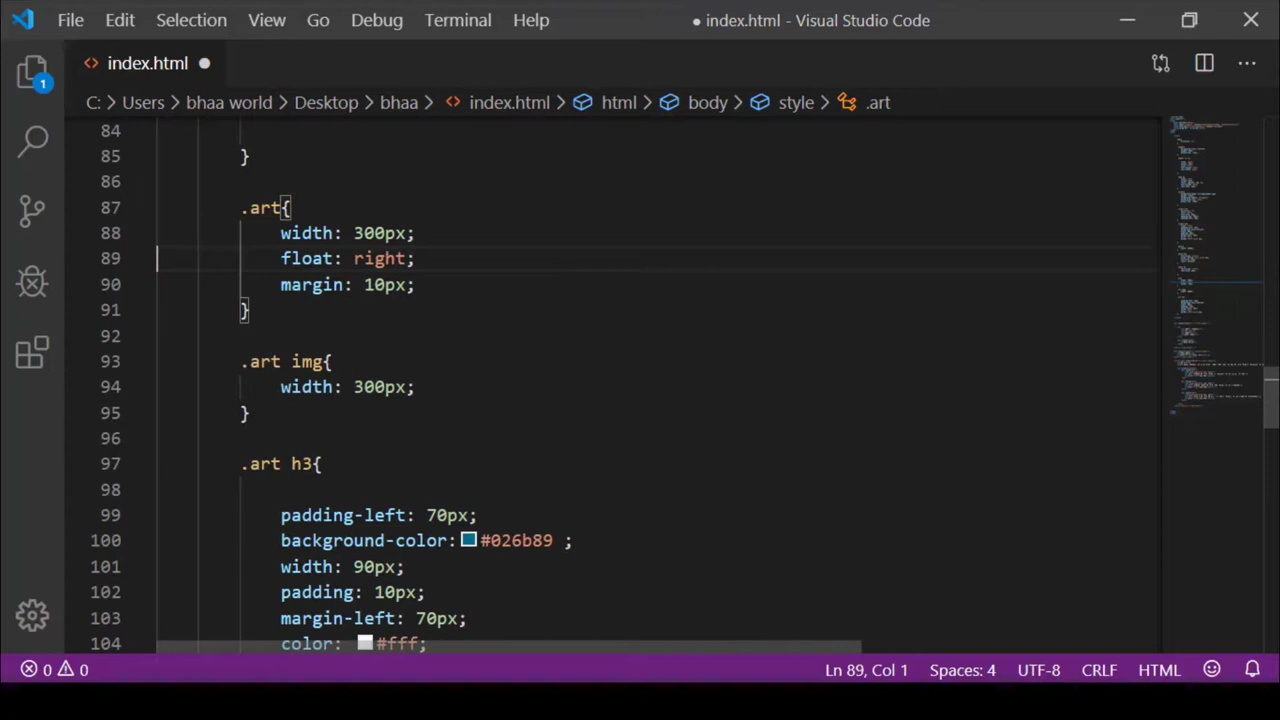 File Edit Selection View Go Debug Terminal Help ● index.html - Visual Studio Code
index.html
1
C: Users bhaa world Desktop bhaa index.html html body style .art
84
85 }
86
87 .art{
88 width: 300px;
89 float: right;
90 margin: 10px;
91 }
92
93 .art img{
94 width: 300px;
95 }
96
97 .art h3{
98
99 padding-left: 70px;
100 background-color: #026b89 ;
101 width: 90px;
102 padding: 10px;
103 margin-left: 70px;
104 color: #fff;
0 0 Ln 89, Col 1 Spaces: 4 UTF-8 CRLF HTML